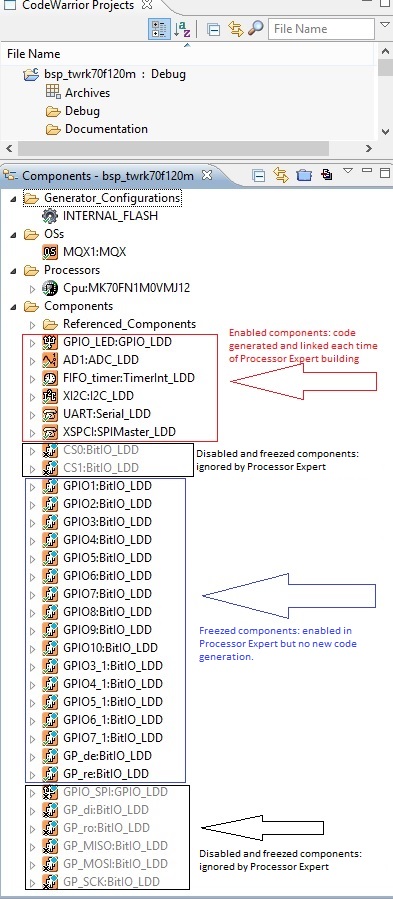 CodeWarrior Projects
File Name
File Name
bsp_twrk70f120m : Debug
Archives
Debug
Documentation
Components - bsp_twrk70f120m
Generator_Configurations
INTERNAL_FLASH
OSs
MQX1:MQX
Processors
Cpu:MK70FN1M0VMJ12
Components
Referenced_Components
GPIO_LED:GPIO_LDD
AD1:ADC_LDD
FIFO_timer:TimerInt_LDD
XI2C:I2C_LDD
UART:Serial_LDD
XSPCI:SPIMaster_LDD
Enabled components: code
generated and linked each time
of Processor Expert building
CS0:BitIO_LDD
CS1:BitIO_LDD
Disabled and freezed components:
ignored by Processor Expert
GPIO1:BitIO_LDD
GPIO2:BitIO_LDD
GPIO3:BitIO_LDD
GPIO4:BitIO_LDD
GPIO5:BitIO_LDD
GPIO6:BitIO_LDD
GPIO7:BitIO_LDD
GPIO8:BitIO_LDD
GPIO9:BitIO_LDD
GPIO10:BitIO_LDD
GPIO3_1:BitIO_LDD
GPIO4_1:BitIO_LDD
GPIO5_1:BitIO_LDD
GPIO6_1:BitIO_LDD
GPIO7_1:BitIO_LDD
GP_de:BitIO_LDD
GP_re:BitIO_LDD
Freezed components: enabled in
Processor Expert but no new code
generation.
GPIO_SPI:GPIO_LDD
GP_di:BitIO_LDD
GP_ro:BitIO_LDD
GP_MISO:BitIO_LDD
GP_MOSI:BitIO_LDD
GP_SCK:BitIO_LDD
Disabled and freezed components:
ignored by Processor Expert